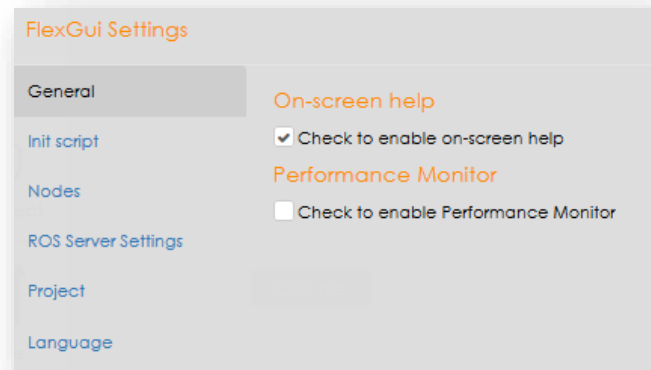 FlexGui Settings
General
Init script
Nodes
ROS Server Settings
Project
Language
On-screen help
Check to enable on-screen help
Performance Monitor
Check to enable Performance Monitor